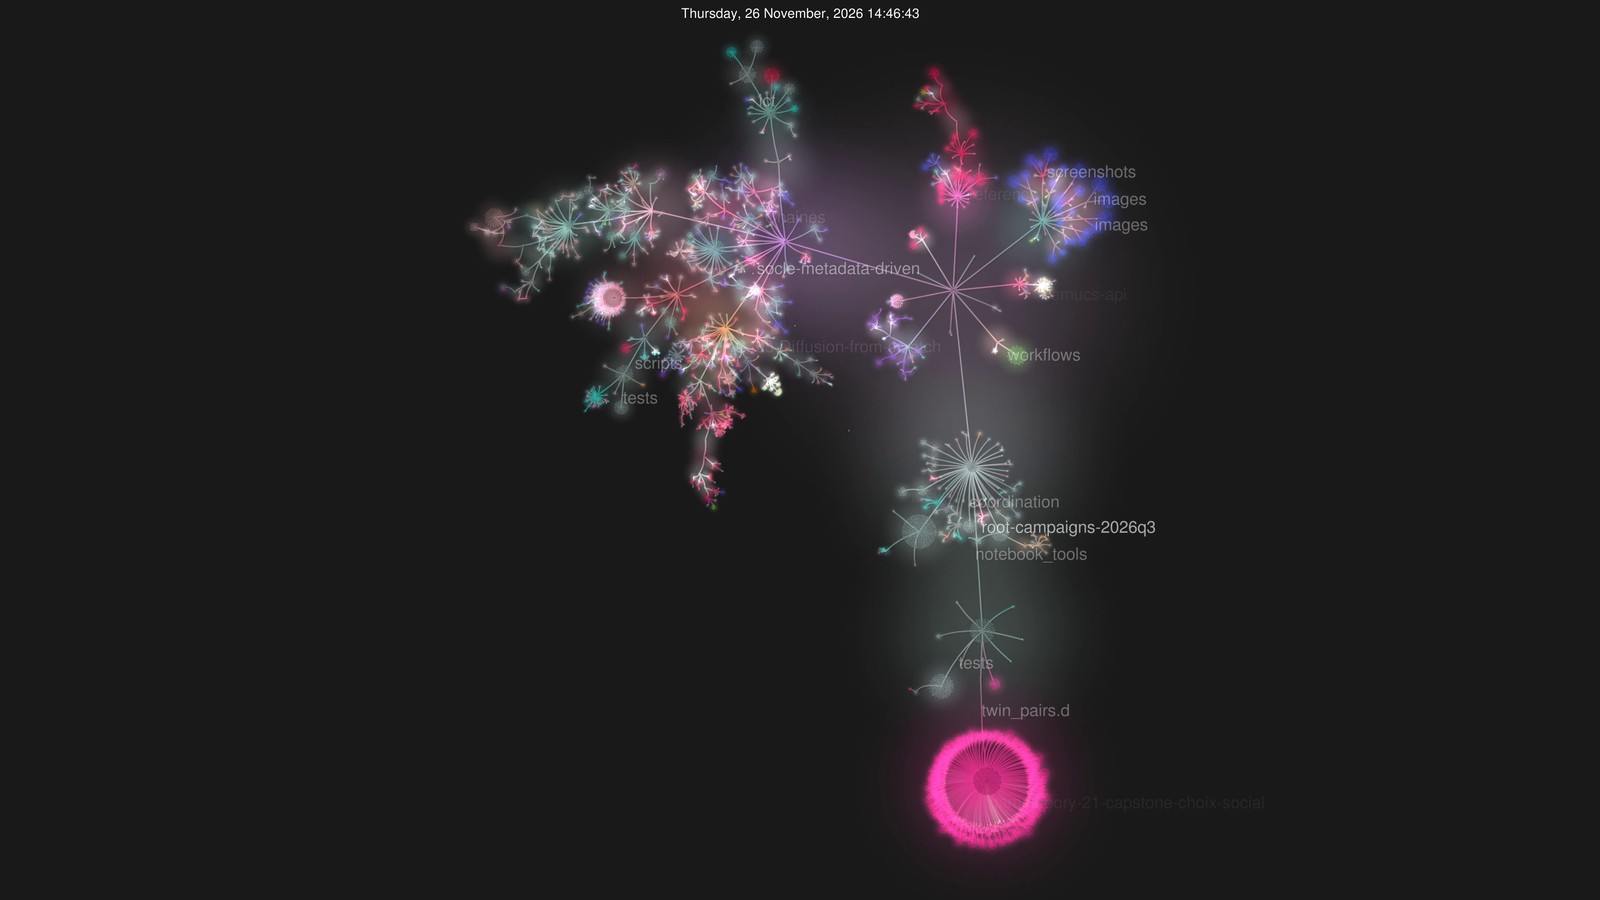 Thursday, 26 November, 2026 14:46:43
screenshots
images
images
socle-metadata-driven
workflows
scripts
tests
coordination
root-campaigns-2026q3
notebook_tools
tests
twin_pairs.d